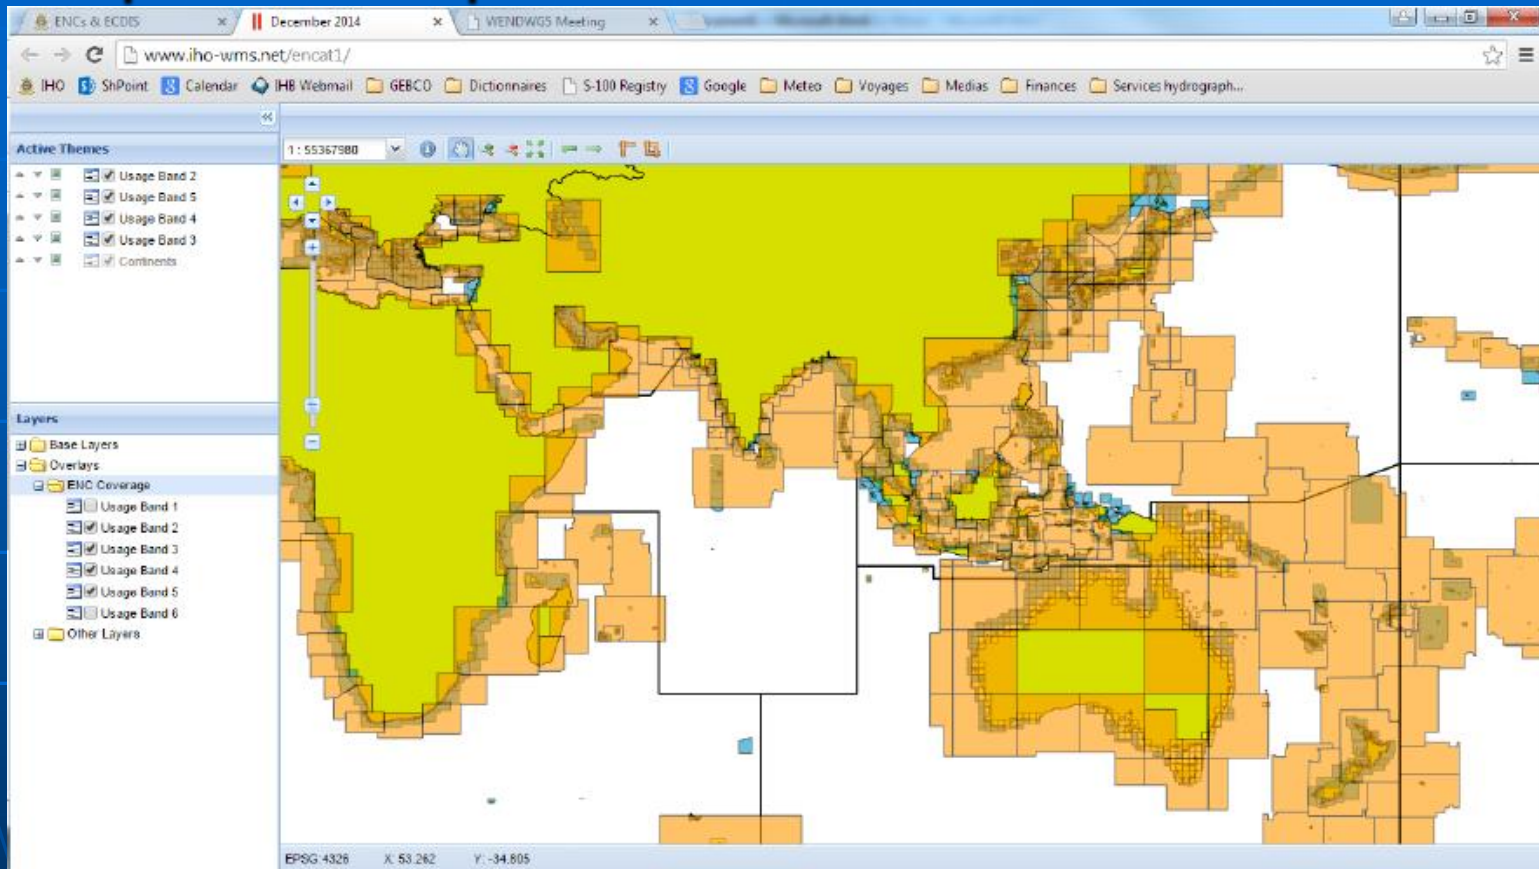 ENCs & ECDIS × December 2014 × WENDWG5 Meeting ×
www.iho-wms.net/encat1/
IHO ShPoint Calendar IHB Webmail GEBCO Dictionnaires S-100 Registry Google Meteo Voyages Medias Finances Services hydrograph...
Active Themes
1 : 55367980
Usage Band 2
Usage Band 5
Usage Band 4
Usage Band 3
Continents
Layers
Base Layers
Overlays
ENC Coverage
Usage Band 1
Usage Band 2
Usage Band 3
Usage Band 4
Usage Band 5
Usage Band 6
Other Layers
EPSG:4326 X: 53.262 Y: -34.805